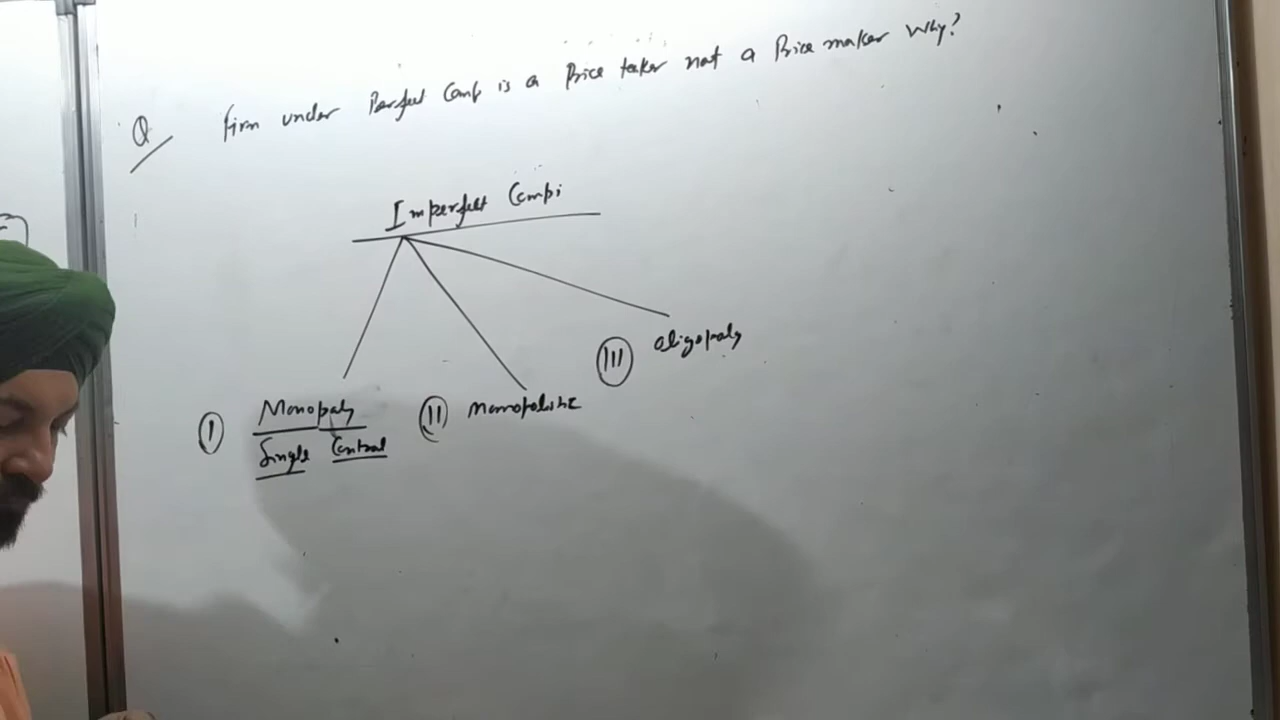 Q firm under Perfect Comp is a Price taker not a Price maker Why?
Imperfect Compi
I Monopoly
Single Control
II
III oligopoly